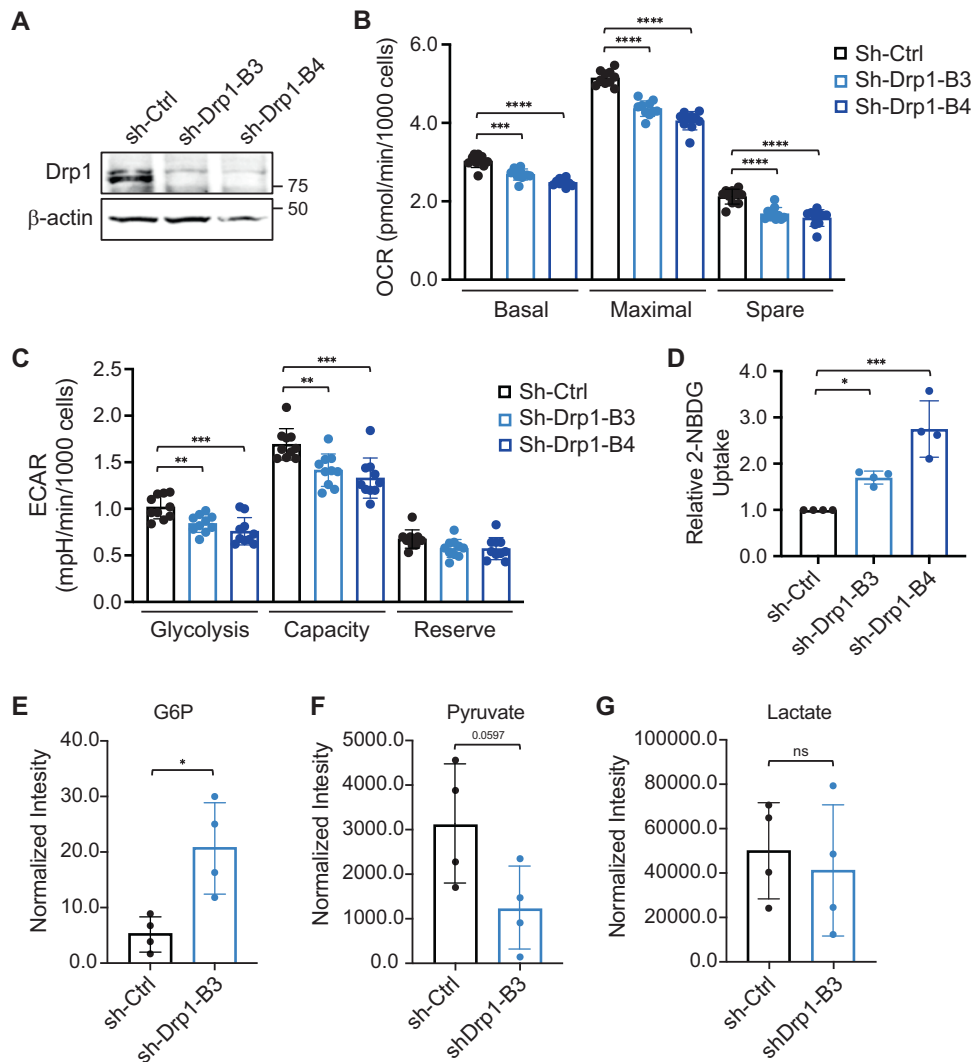 A
sh-Ctrl
sh-Drp1-B3
sh-Drp1-B4
Drp1
75
50
β-actin
B
OCR (pmol/min/1000 cells)
6.0
4.0
2.0
0.0
***
****
****
****
****
****
Basal
Maximal
Spare
Sh-Ctrl
Sh-Drp1-B3
Sh-Drp1-B4
C
ECAR
(mpH/min/1000 cells)
2.5
2.0
1.5
1.0
0.5
0.0
**
***
**
***
Glycolysis
Capacity
Reserve
Sh-Ctrl
Sh-Drp1-B3
Sh-Drp1-B4
D
Relative 2-NBDG
Uptake
4.0
3.0
2.0
1.0
0.0
*
***
sh-Ctrl
sh-Drp1-B3
sh-Drp1-B4
E
G6P
Normalized Intesity
40.0
30.0
20.0
10.0
0.0
*
sh-Ctrl
shDrp1-B3
F
Pyruvate
Normalized Intesity
5000.0
4000.0
3000.0
2000.0
1000.0
0.0
0.0597
sh-Ctrl
shDrp1-B3
G
Lactate
Normalized Intesity
100000.0
80000.0
60000.0
40000.0
20000.0
0.0
ns
sh-Ctrl
shDrp1-B3